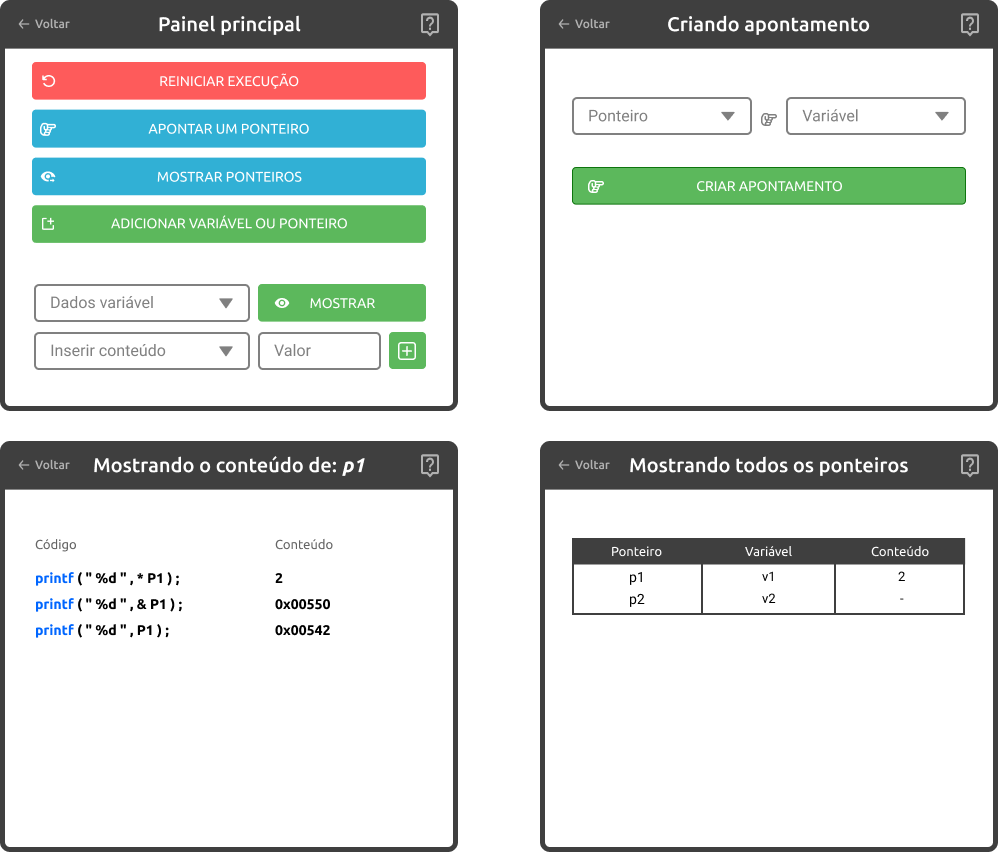 ← Voltar Painel principal ?
REINICIAR EXECUÇÃO
APONTAR UM PONTEIRO
MOSTRAR PONTEIROS
ADICIONAR VARIÁVEL OU PONTEIRO
Dados variável MOSTRAR
Inserir conteúdo Valor
← Voltar Criando apontamento ?
Ponteiro Variável
CRIAR APONTAMENTO
← Voltar Mostrando o conteúdo de: p1 ?
Código Conteúdo
printf ( " %d " , * P1 ) ; 2
printf ( " %d " , & P1 ) ; 0x00550
printf ( " %d " , P1 ) ; 0x00542
← Voltar Mostrando todos os ponteiros ?
Ponteiro Variável Conteúdo
p1 v1 2
p2 v2 -